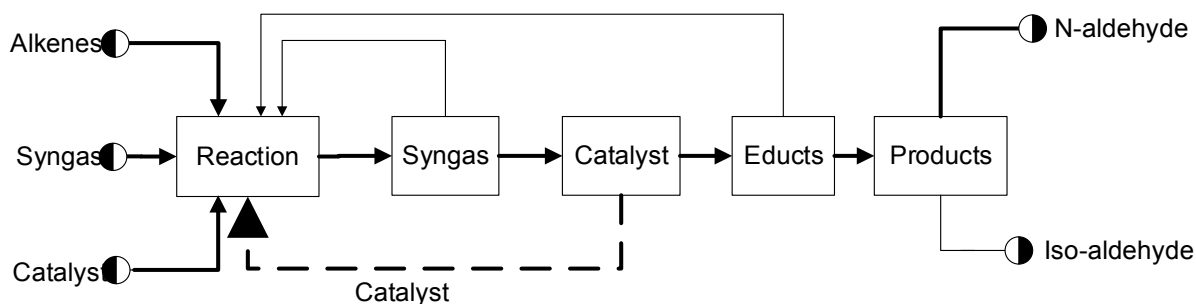 Alkenes
N-aldehyde
Syngas
Reaction
Syngas
Catalyst
Educts
Products
Catalyst
Iso-aldehyde
Catalyst